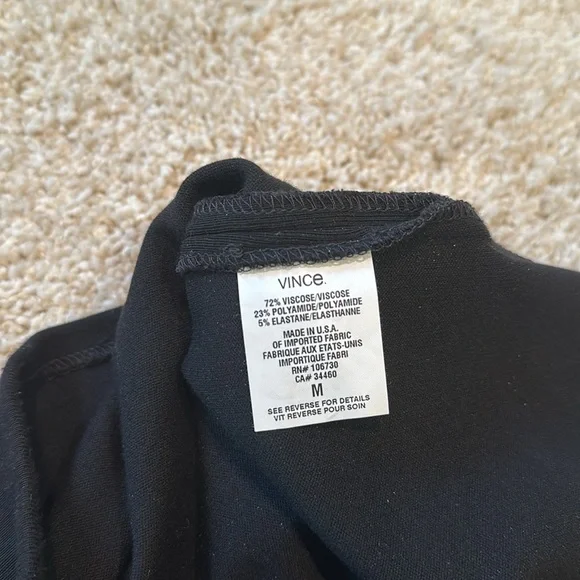 VINCe.
72% VISCOSE/VISCOSE
23% POLYAMIDE/POLYAMIDE
5% ELASTANE/ELASTHANNE
MADE IN U.S.A.
OF IMPORTED FABRIC
FABRIQUE AUX ETATS-UNIS
IMPORTIQUE FABRI
RN# 106730
CA# 34460
M
SEE REVERSE FOR DETAILS
VIT REVERSE POUR SOIN